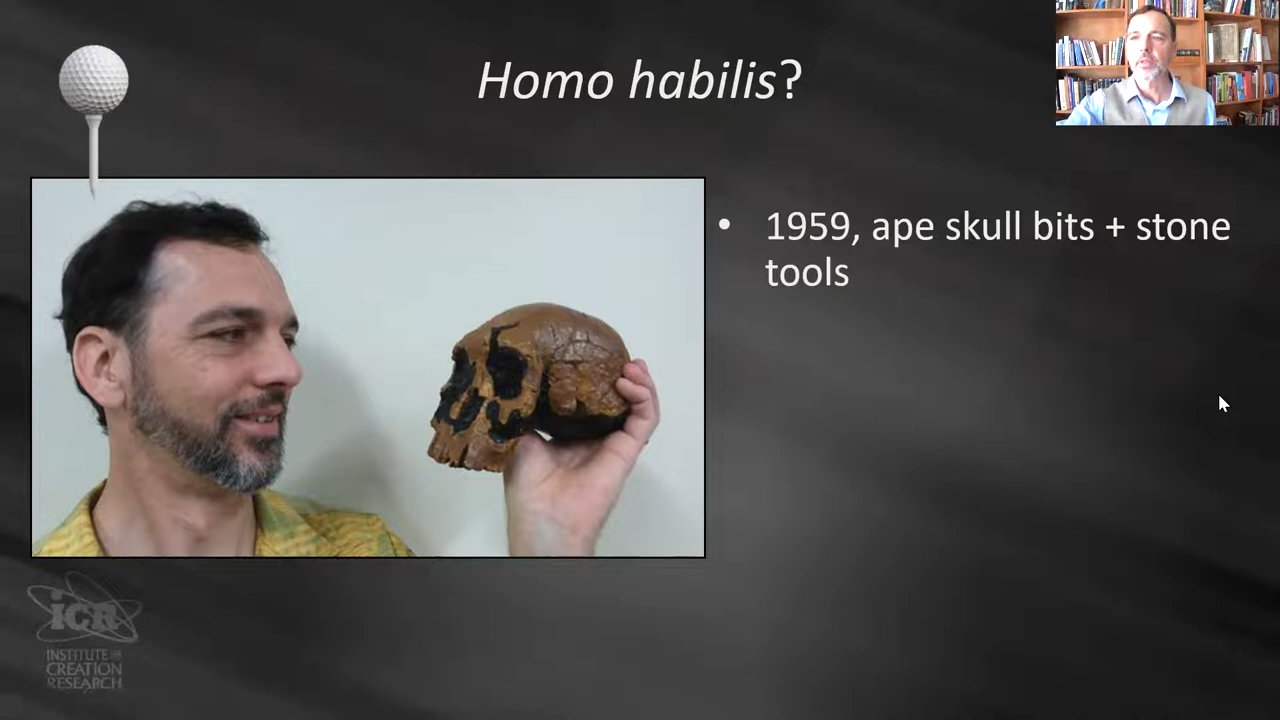 Homo habilis?
• 1959, ape skull bits + stone
tools
iCR
INSTITUTE FOR
CREATION
RESEARCH